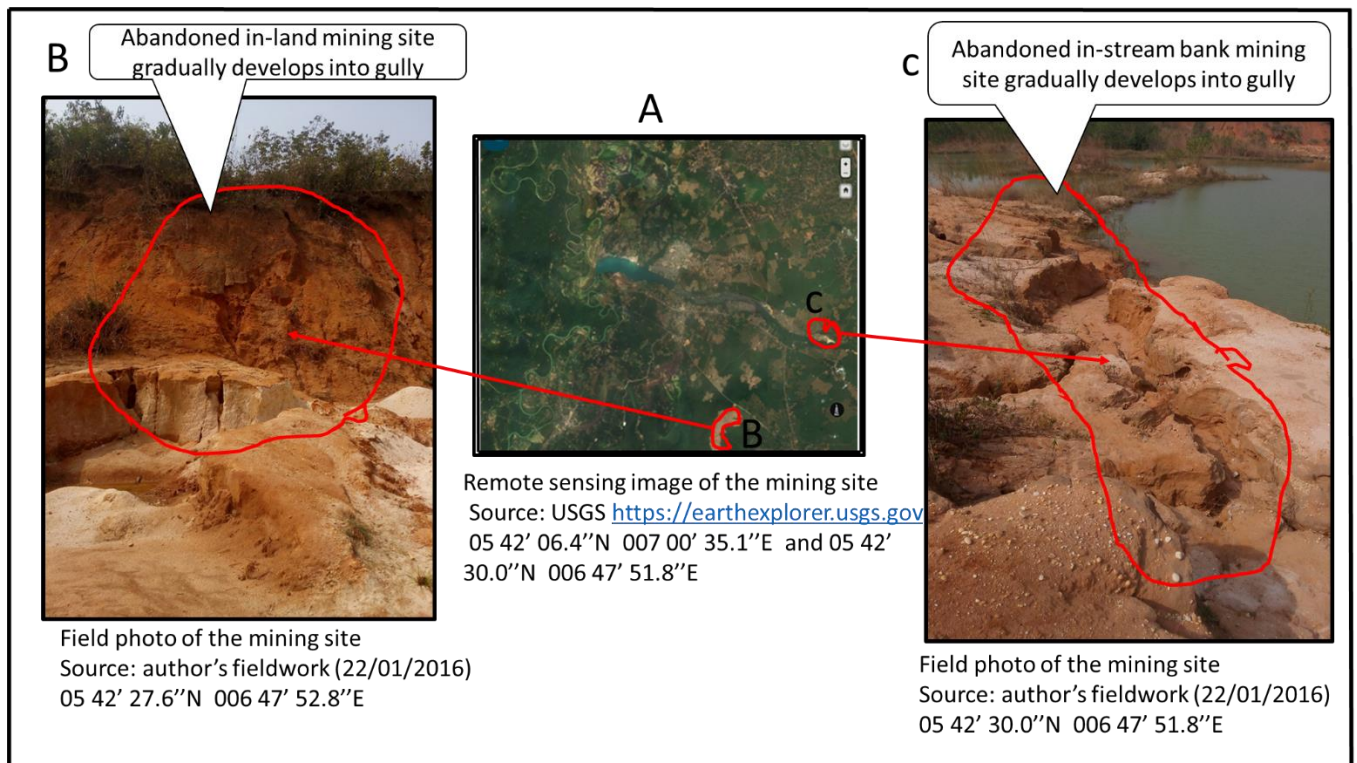 B
Abandoned in-land mining site
gradually develops into gully
A
c
Abandoned in-stream bank mining
site gradually develops into gully
C
B
Remote sensing image of the mining site
Source: USGS https://earthexplorer.usgs.gov
05 42’ 06.4’’N 007 00’ 35.1’’E and 05 42’
30.0’’N 006 47’ 51.8’’E
Field photo of the mining site
Source: author’s fieldwork (22/01/2016)
05 42’ 27.6’’N 006 47’ 52.8’’E
Field photo of the mining site
Source: author’s fieldwork (22/01/2016)
05 42’ 30.0’’N 006 47’ 51.8’’E